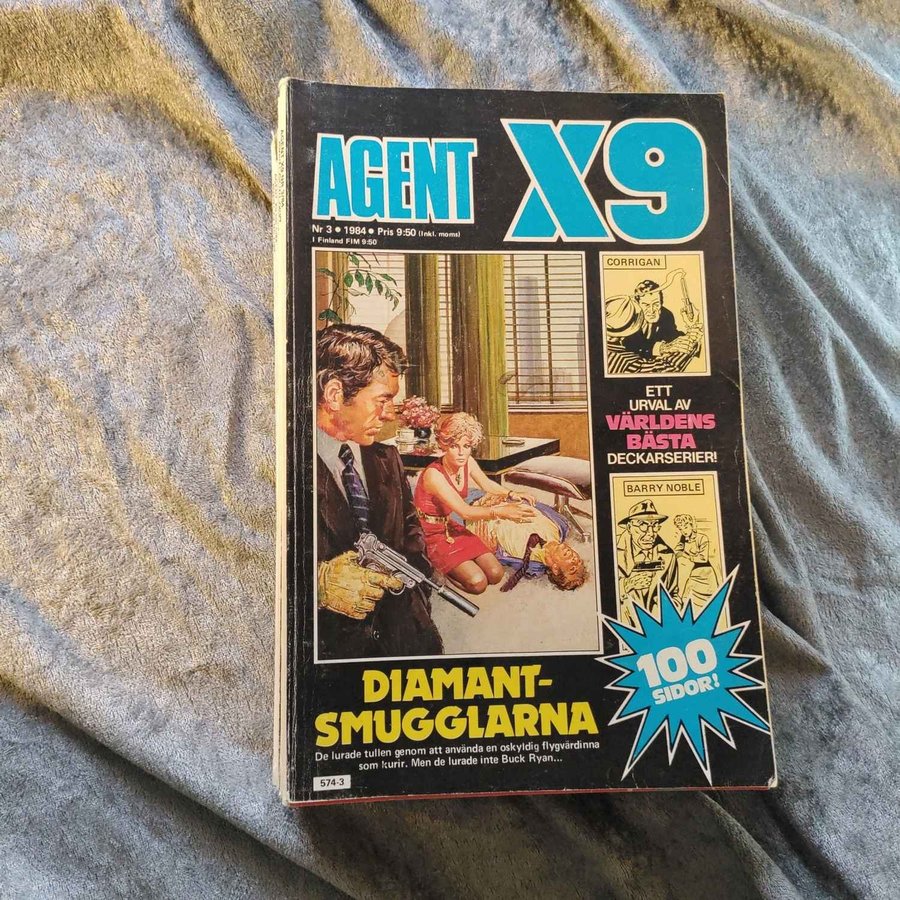 AGENT X9
Nr 3 • 1984 • Pris 9:50 (Inkl. moms)
I Finland FIM 9:50
CORRIGAN
ETT
URVAL AV
VÄRLDENS
BÄSTA
DECKARSERIER!
BARRY NOBLE
100
SIDOR!
DIAMANT-
SMUGGLARNA
De lurade tullen genom att använda en oskyldig flygvärdinna
som kurir. Men de lurade inte Buck Ryan...
574-3